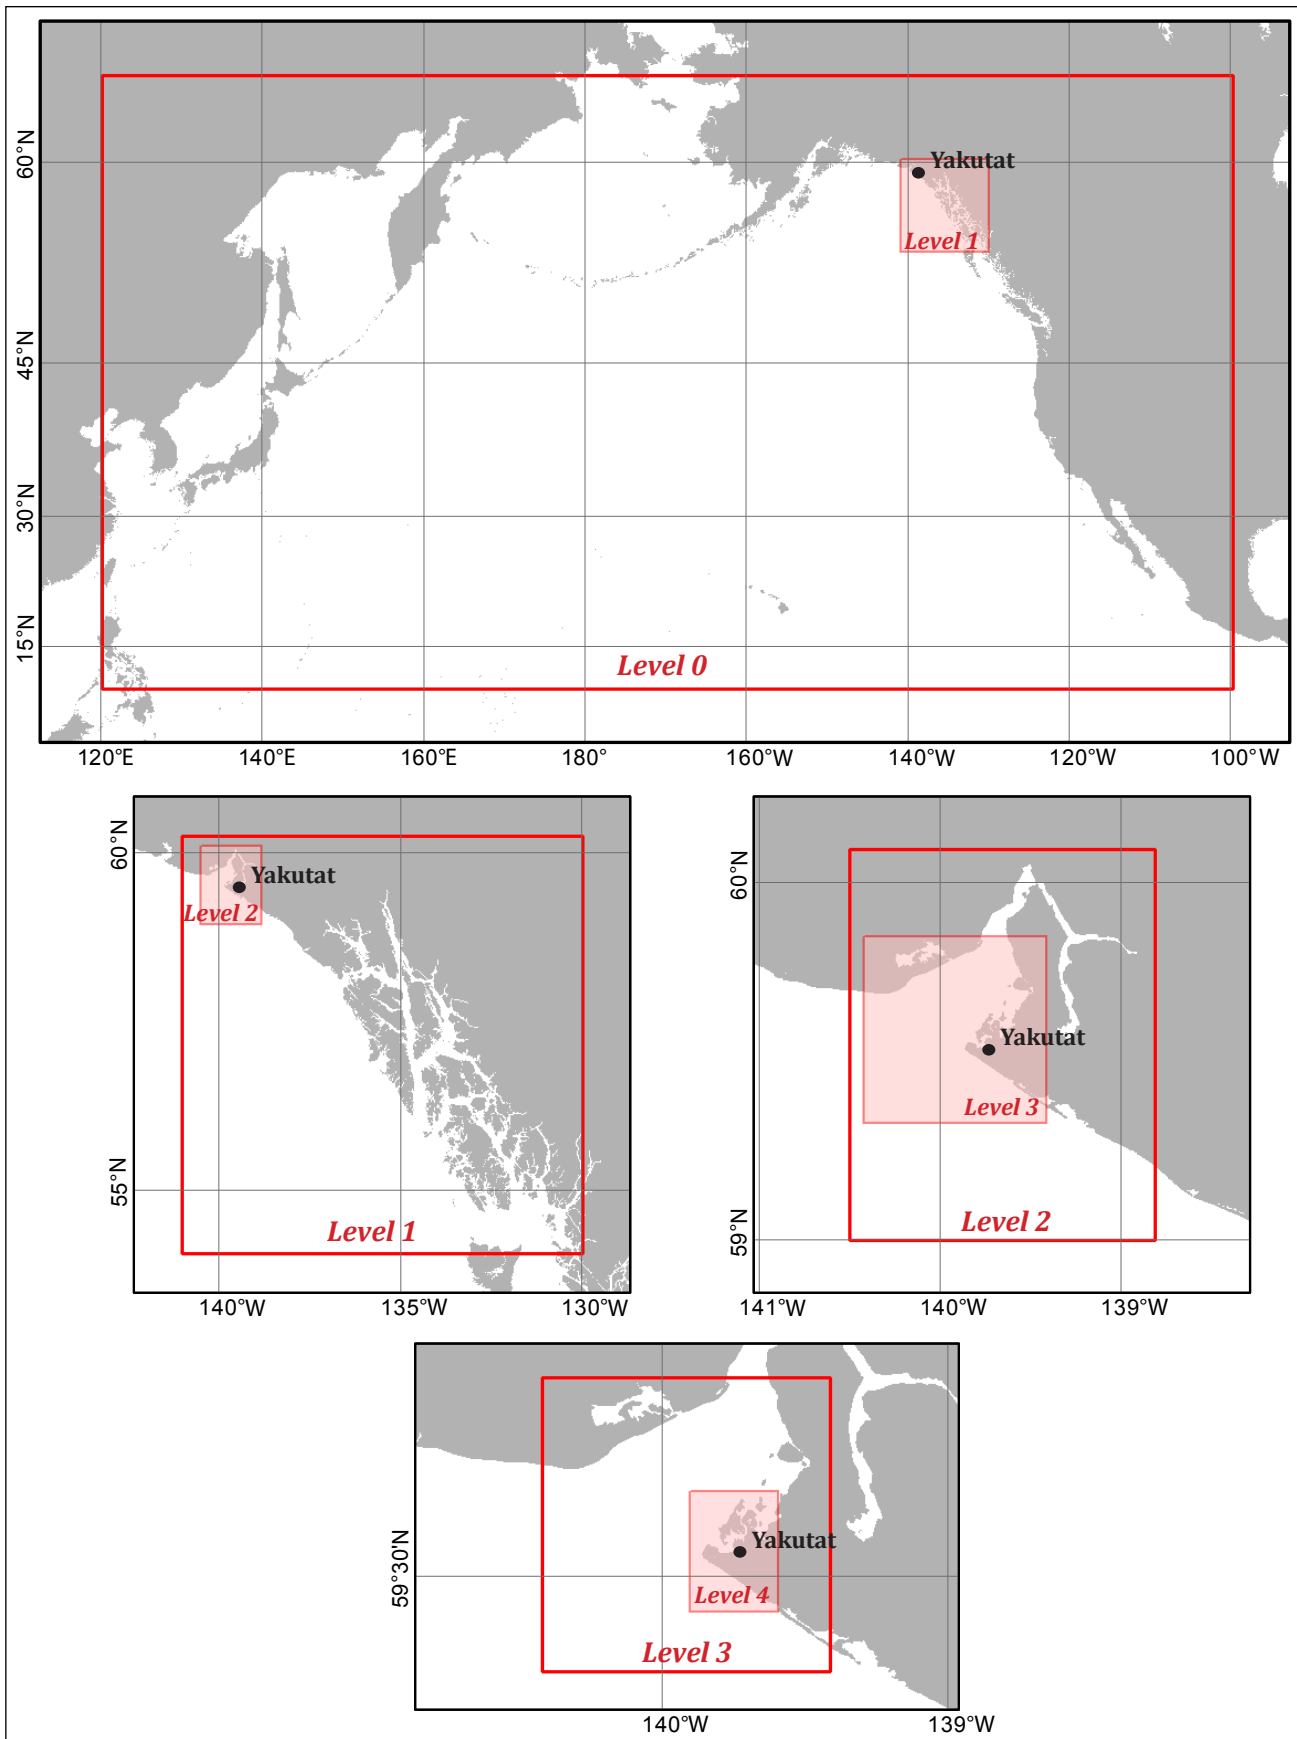 60°N
Yakutat
Level 1
45°N
30°N
15°N
Level 0
120°E 140°E 160°E 180° 160°W 140°W 120°W 100°W
60°N
Yakutat
Level 2
55°N
Level 1
140°W 135°W 130°W
60°N
Yakutat
Level 3
59°N
Level 2
141°W 140°W 139°W
Yakutat
59°30'N
Level 4
Level 3
140°W 139°W